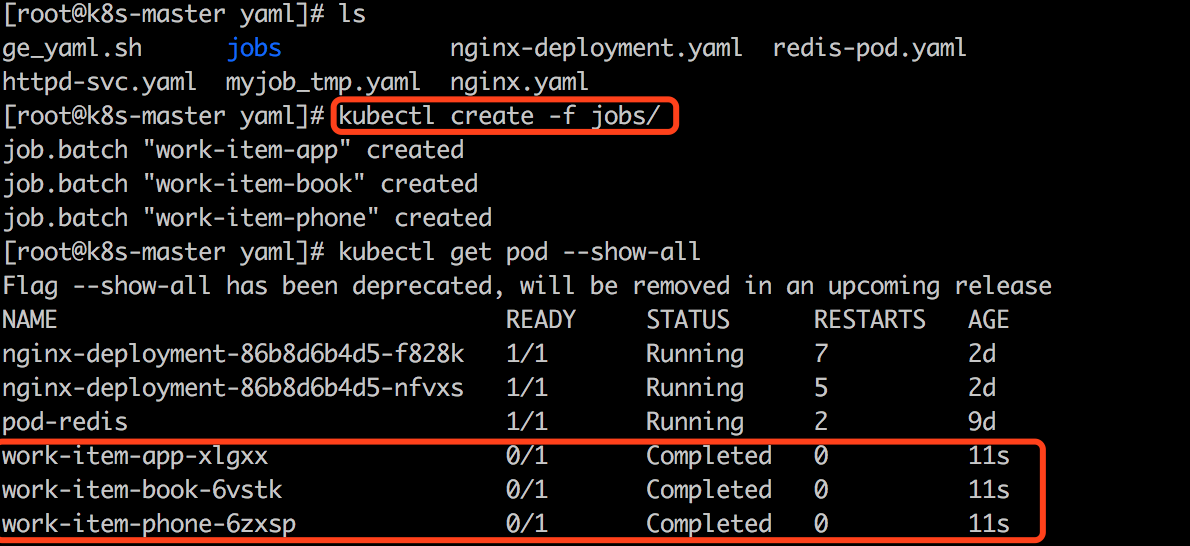 [root@k8s-master yaml]# ls
ge_yaml.sh      jobs            nginx-deployment.yaml  redis-pod.yaml
httpd-svc.yaml  myjob_tmp.yaml  nginx.yaml
[root@k8s-master yaml]# kubectl create -f jobs/
job.batch "work-item-app" created
job.batch "work-item-book" created
job.batch "work-item-phone" created
[root@k8s-master yaml]# kubectl get pod --show-all
Flag --show-all has been deprecated, will be removed in an upcoming release
NAME                                READY     STATUS      RESTARTS   AGE
nginx-deployment-86b8d6b4d5-f828k   1/1       Running     7          2d
nginx-deployment-86b8d6b4d5-nfvxs   1/1       Running     5          2d
pod-redis                           1/1       Running     2          9d
work-item-app-xlgxx                 0/1       Completed   0          11s
work-item-book-6vstk                0/1       Completed   0          11s
work-item-phone-6zxsp               0/1       Completed   0          11s